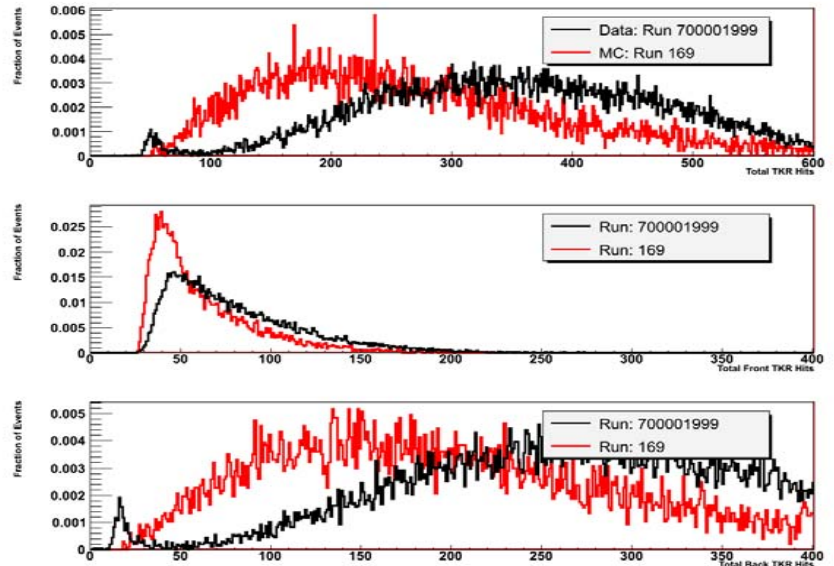 Fraction of Events
0.006
0.005
0.004
0.003
0.002
0.001
0
Data: Run 700001999
MC: Run 169
0 100 200 300 400 500 600
Total TKR Hits
Fraction of Events
0.025
0.02
0.015
0.01
0.005
0
Run: 700001999
Run: 169
0 50 100 150 200 250 300 350 400
Total Front TKR Hits
Fraction of Events
0.005
0.004
0.003
0.002
0.001
0
Run: 700001999
Run: 169
0 50 100 150 200 250 300 350 400
Total Back TKR Hits